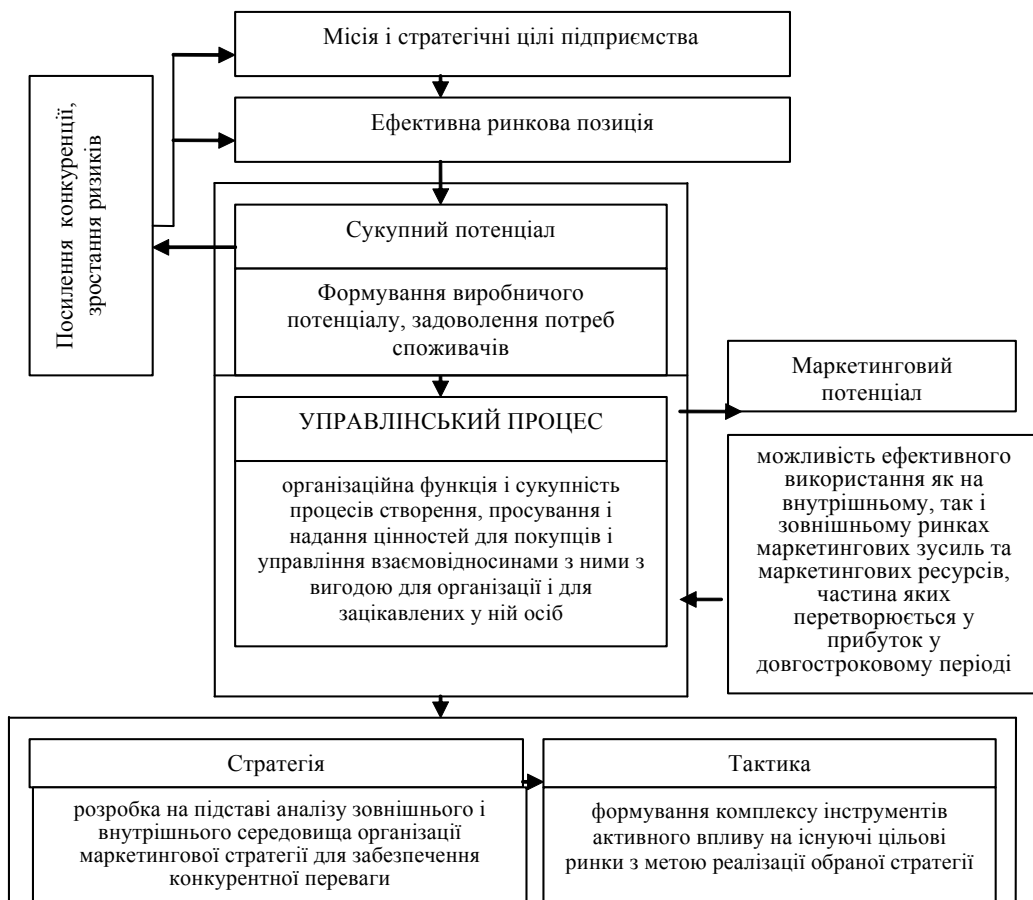 Місія і стратегічні цілі підприємства
Ефективна ринкова позиція
Посилення конкуренції,
зростання ризиків
Сукупний потенціал
Формування виробничого
потенціалу, задоволення потреб
споживачів
Маркетинговий
потенціал
УПРАВЛІНСЬКИЙ ПРОЦЕС
організаційна функція і сукупність
процесів створення, просування і
надання цінностей для покупців і
управління взаємовідносинами з ними з
вигодою для організації і для
зацікавлених у ній осіб
можливість ефективного
використання як на
внутрішньому, так і
зовнішньому ринках
маркетингових зусиль та
маркетингових ресурсів,
частина яких
перетворюється у
прибуток у
довгостроковому періоді
Стратегія
розробка на підставі аналізу зовнішнього і
внутрішнього середовища організації
маркетингової стратегії для забезпечення
конкурентної переваги
Тактика
формування комплексу інструментів
активного впливу на існуючі цільові
ринки з метою реалізації обраної стратегії